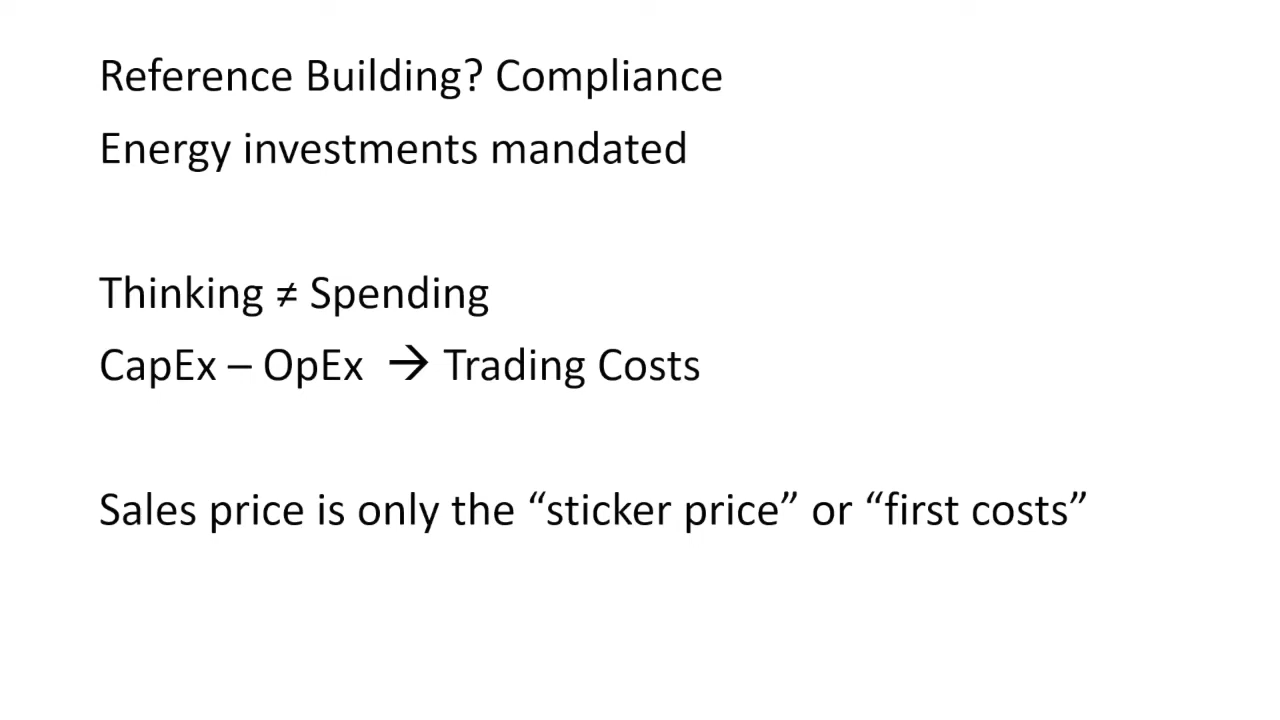 Reference Building? Compliance
Energy investments mandated
Thinking ≠ Spending
CapEx – OpEx → Trading Costs
Sales price is only the “sticker price” or “first costs”